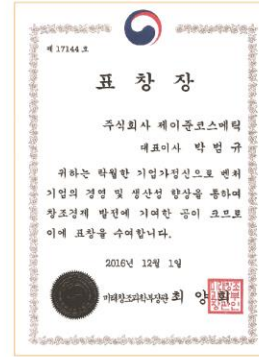 제 17144 호
표 창 장
주식회사 제이준코스메틱
대표이사 박 범 규
위하는 탁월한 기업가정신으로 벤처
기업의 경영 및 생산성 향상을 통하여
창조경제 발전에 기여한 공이 크므로
이에 표창을 수여합니다.
2016년 12월 1일
미래창조과학부장관 최 양 희